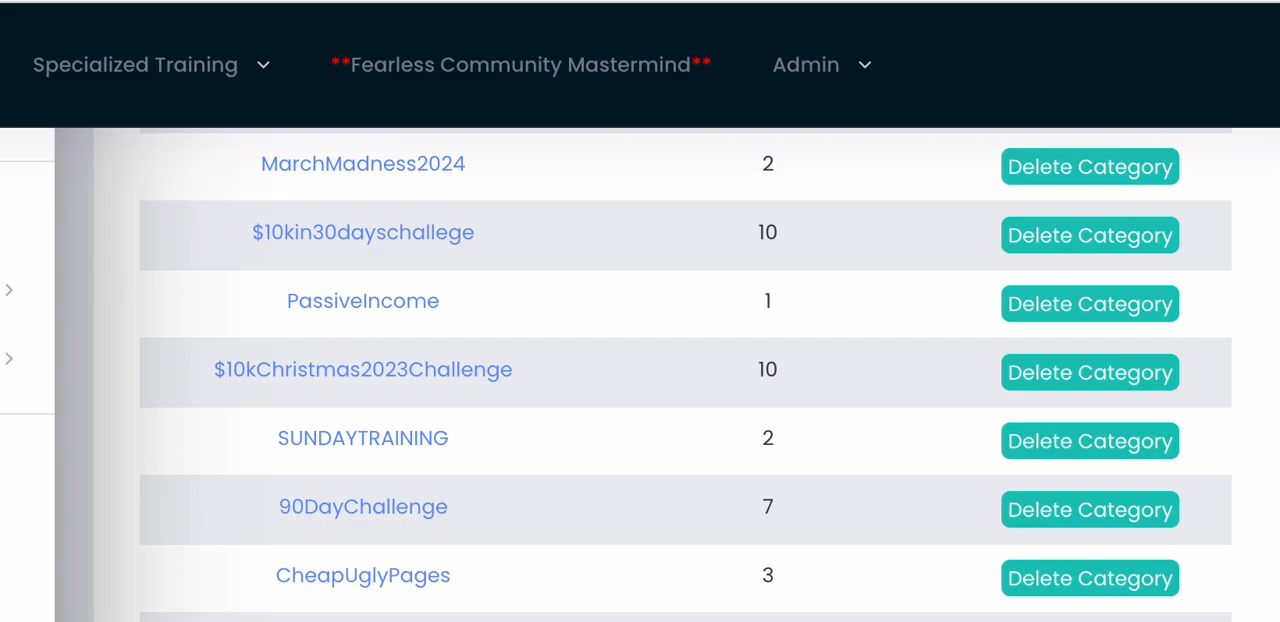 Specialized Training **Fearless Community Mastermind** Admin
MarchMadness2024 2 Delete Category
$10kin30dayschallege 10 Delete Category
PassiveIncome 1 Delete Category
$10kChristmas2023Challenge 10 Delete Category
SUNDAYTRAINING 2 Delete Category
90DayChallenge 7 Delete Category
CheapUglyPages 3 Delete Category